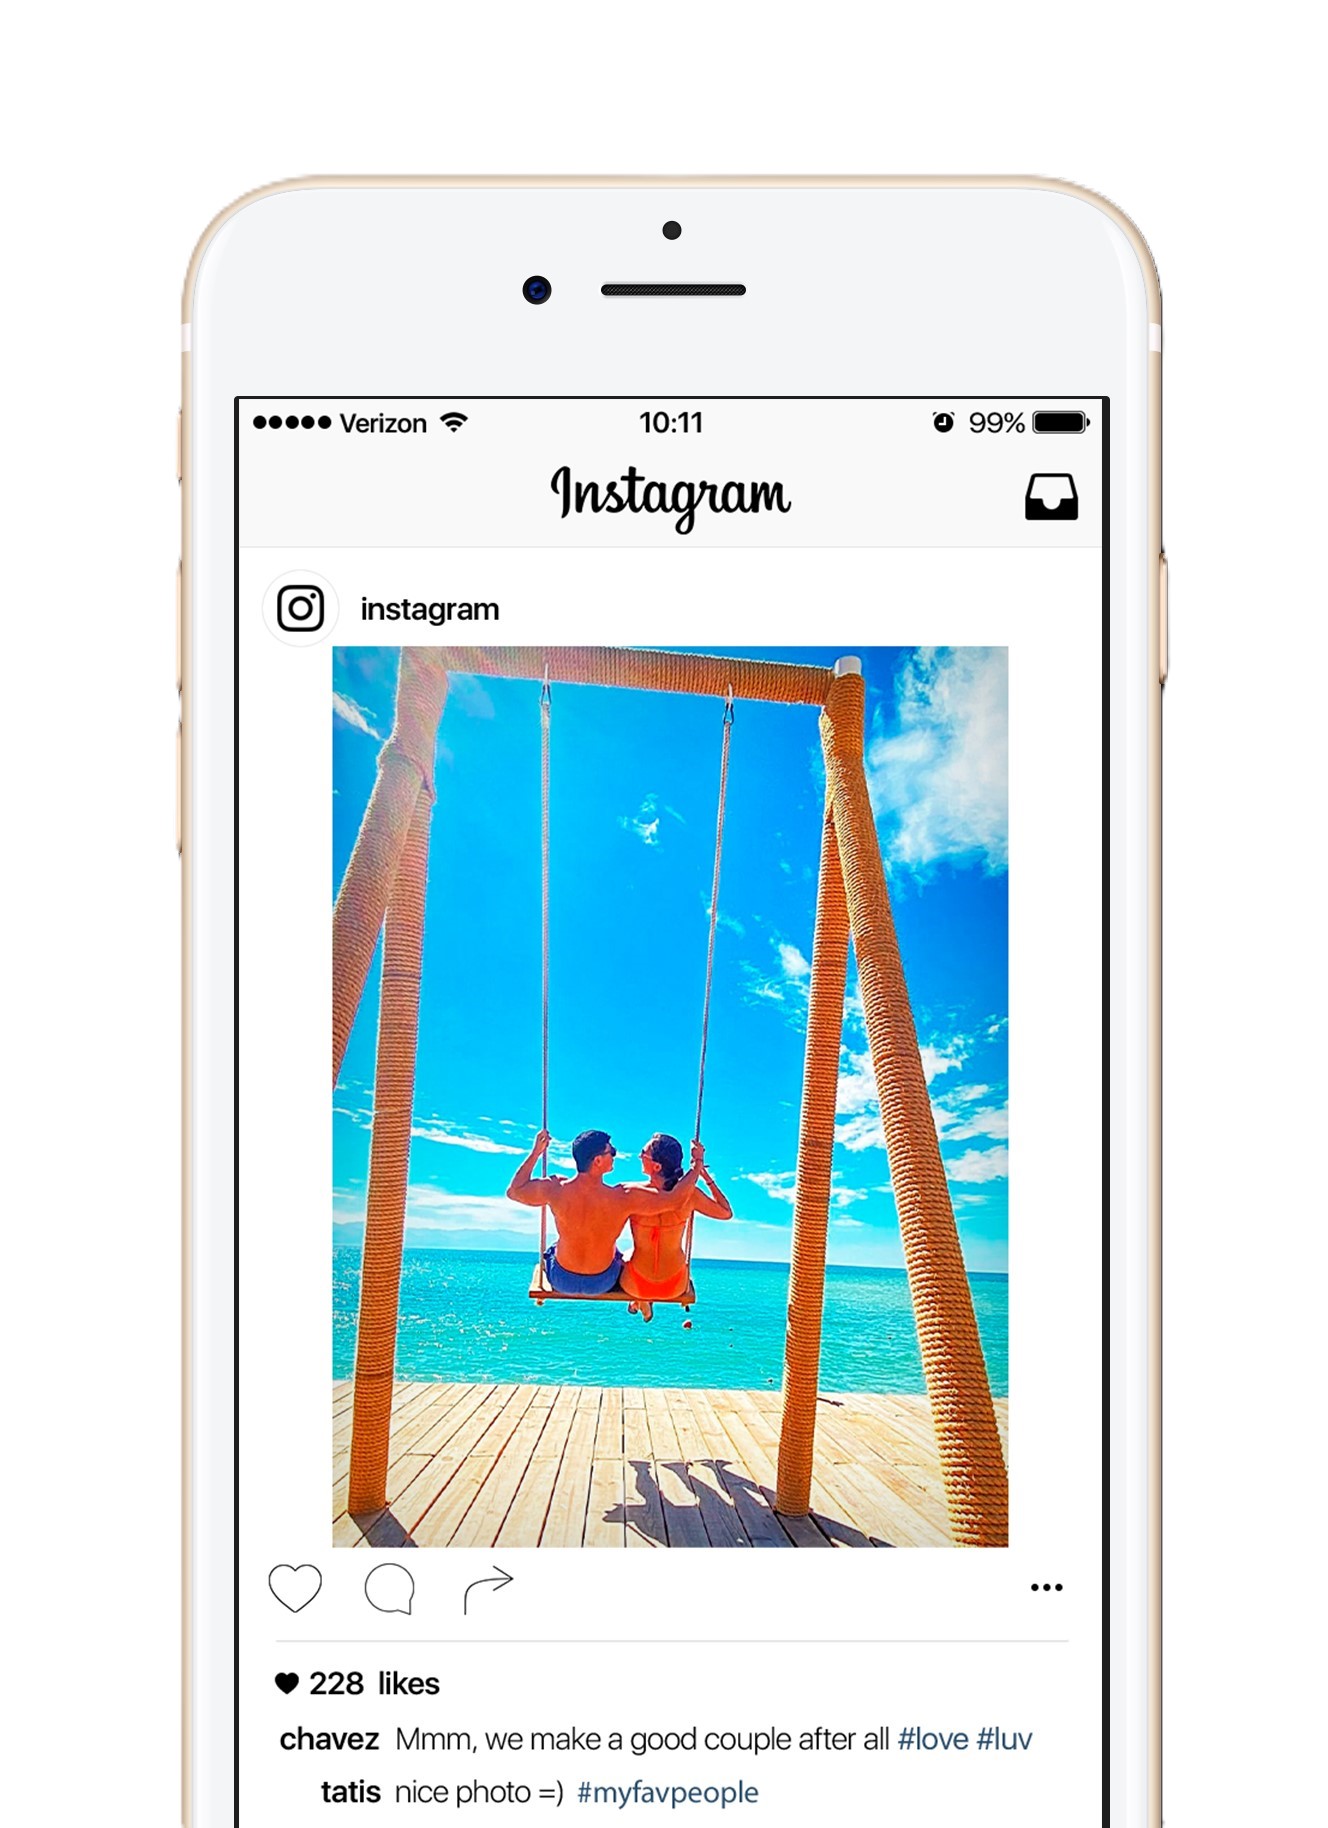 ●●●●● Verizon 10:11 99%
Instagram
instagram
228 likes
chavez Mmm, we make a good couple after all #love #luv
tatis nice photo =) #myfavpeople